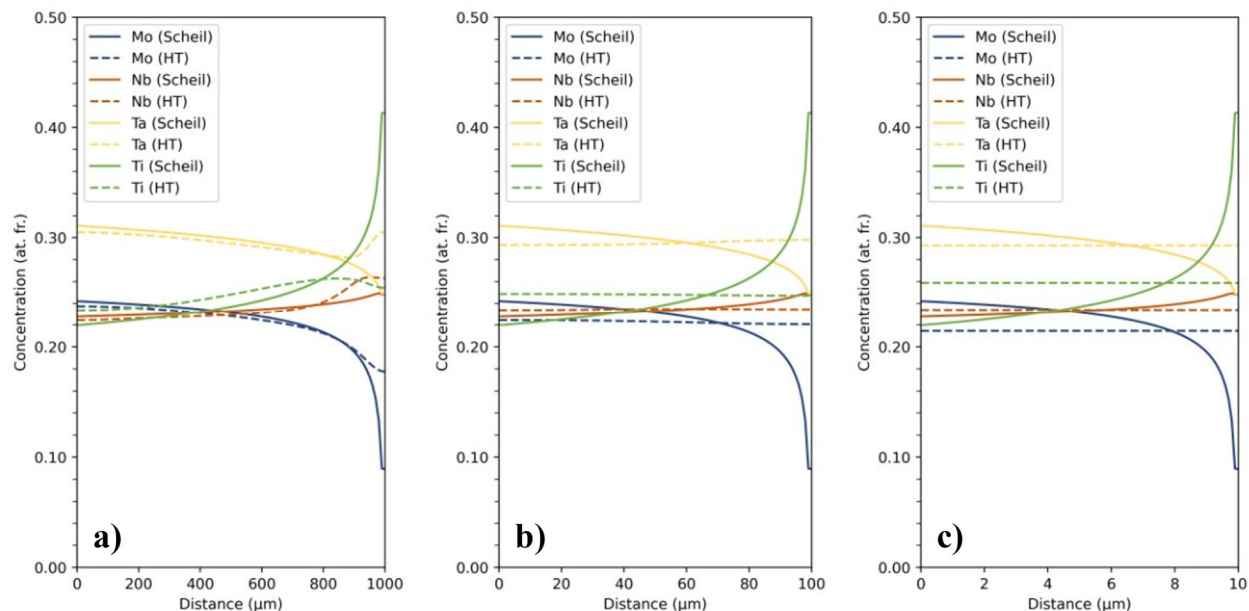 0.50
0.40
0.30
0.20
0.10
0.00
Concentration (at. fr.)
Mo (Scheil)
Mo (HT)
Nb (Scheil)
Nb (HT)
Ta (Scheil)
Ta (HT)
Ti (Scheil)
Ti (HT)
a)
0 200 400 600 800 1000
Distance (µm)
0.50
0.40
0.30
0.20
0.10
0.00
Concentration (at. fr.)
Mo (Scheil)
Mo (HT)
Nb (Scheil)
Nb (HT)
Ta (Scheil)
Ta (HT)
Ti (Scheil)
Ti (HT)
b)
0 20 40 60 80 100
Distance (µm)
0.50
0.40
0.30
0.20
0.10
0.00
Concentration (at. fr.)
Mo (Scheil)
Mo (HT)
Nb (Scheil)
Nb (HT)
Ta (Scheil)
Ta (HT)
Ti (Scheil)
Ti (HT)
c)
0 2 4 6 8 10
Distance (µm)